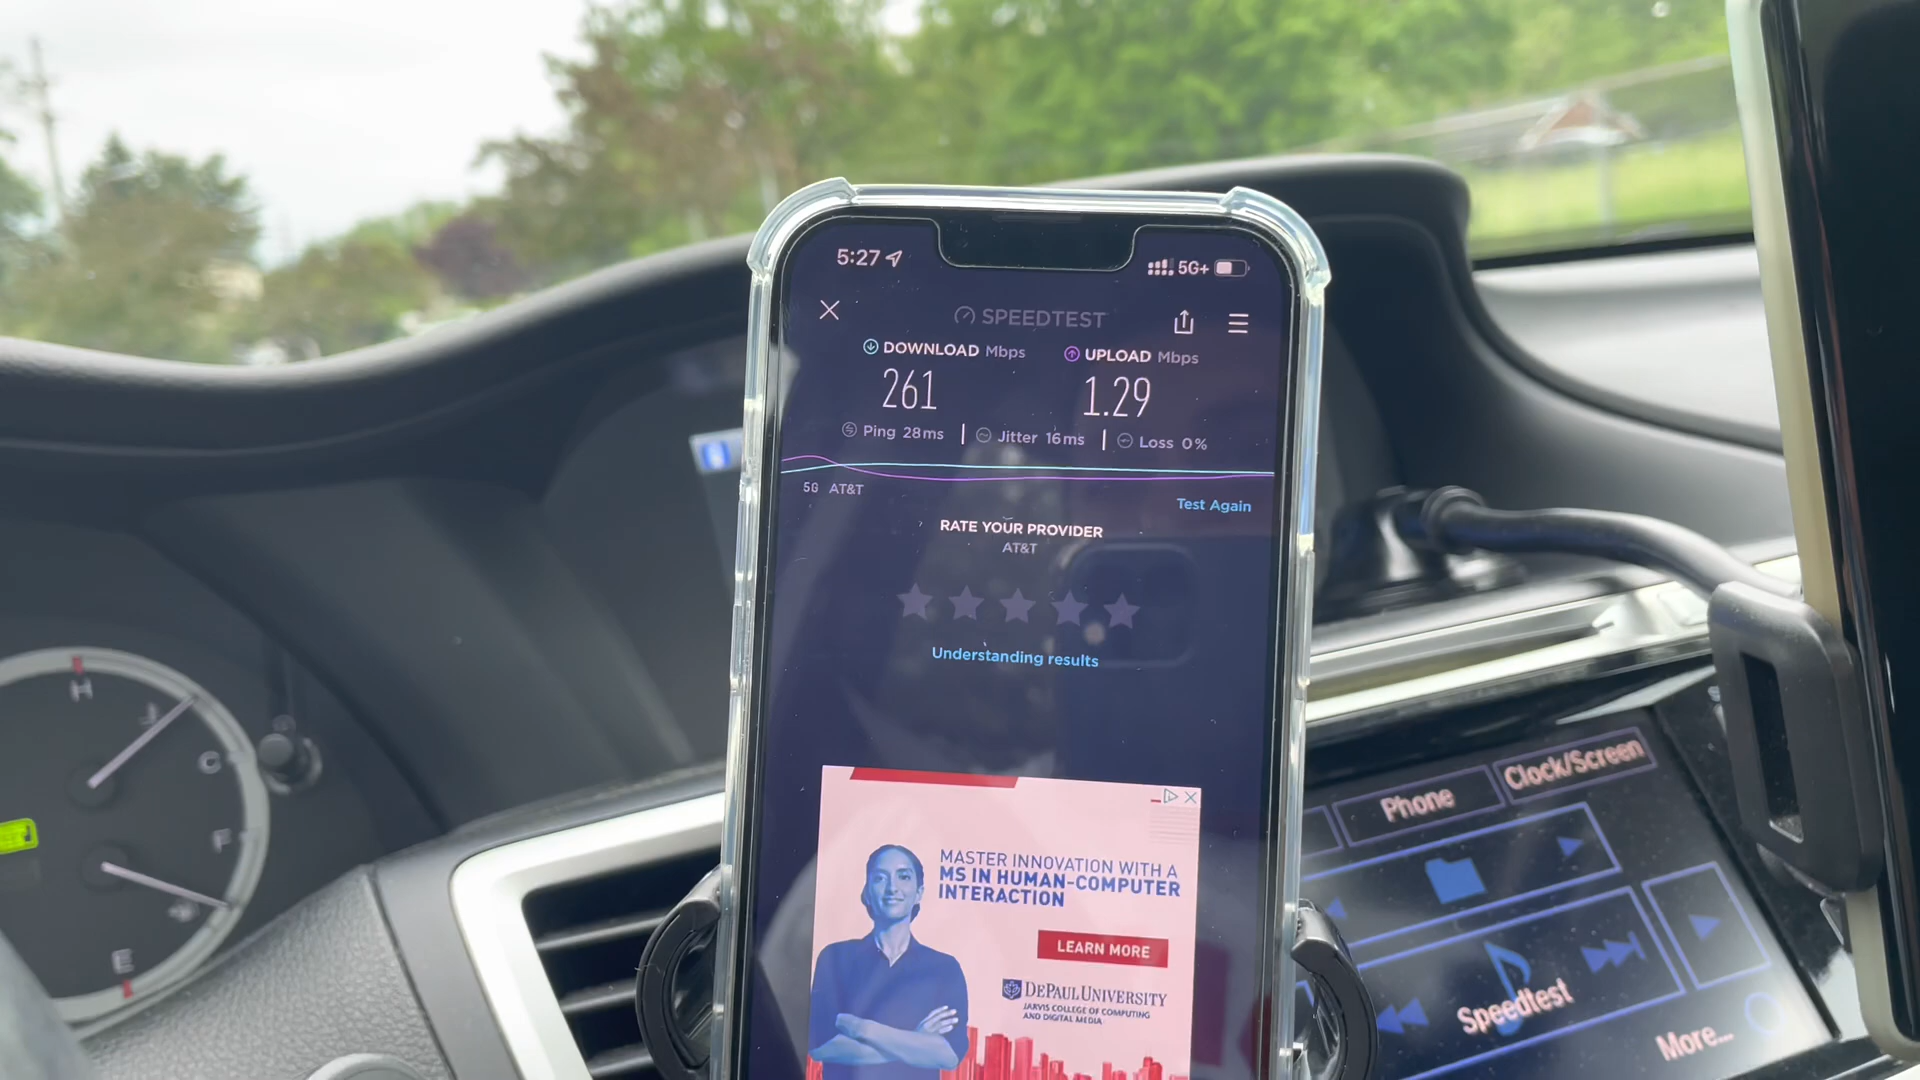 5:27
5G+
SPEEDTEST
DOWNLOAD Mbps
UPLOAD Mbps
261
1.29
Ping 28ms
Jitter 16ms
Loss 0%
5G AT&T
Test Again
RATE YOUR PROVIDER
AT&T
Understanding results
MASTER INNOVATION WITH A
MS IN HUMAN-COMPUTER
INTERACTION
LEARN MORE
DEPAUL UNIVERSITY
JARVIS COLLEGE OF COMPUTING
AND DIGITAL MEDIA
H
C
F
E
Phone
Clock/Screen
Speedtest
More...